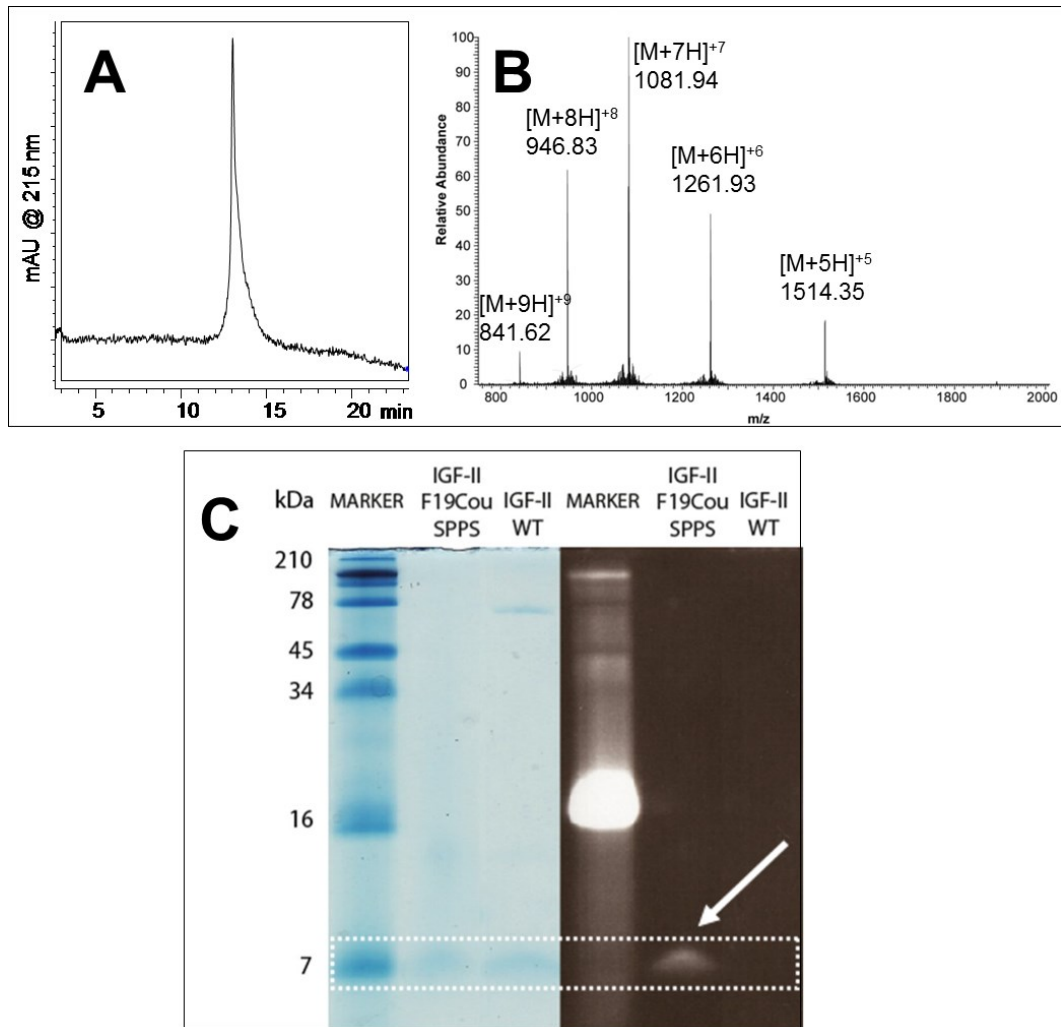 A
mAU @ 215 nm
5 10 15 20 min
B
Relative Abundance
100
90
80
70
60
50
40
30
20
10
0
[M+9H]+9
841.62
[M+8H]+8
946.83
[M+7H]+7
1081.94
[M+6H]+6
1261.93
[M+5H]+5
1514.35
800 1000 1200 1400 1600 1800 2000
m/z
C
kDa MARKER IGF-II F19Cou SPPS IGF-II WT MARKER IGF-II F19Cou SPPS IGF-II WT
210
78
45
34
16
7